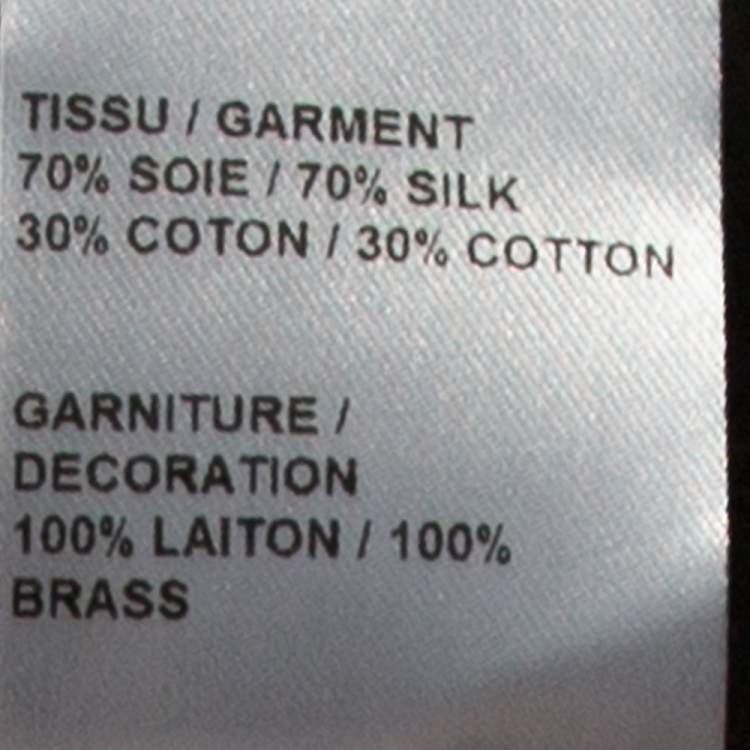 TISSU / GARMENT
70% SOIE / 70% SILK
30% COTON / 30% COTTON
GARNITURE /
DECORATION
100% LAITON / 100%
BRASS